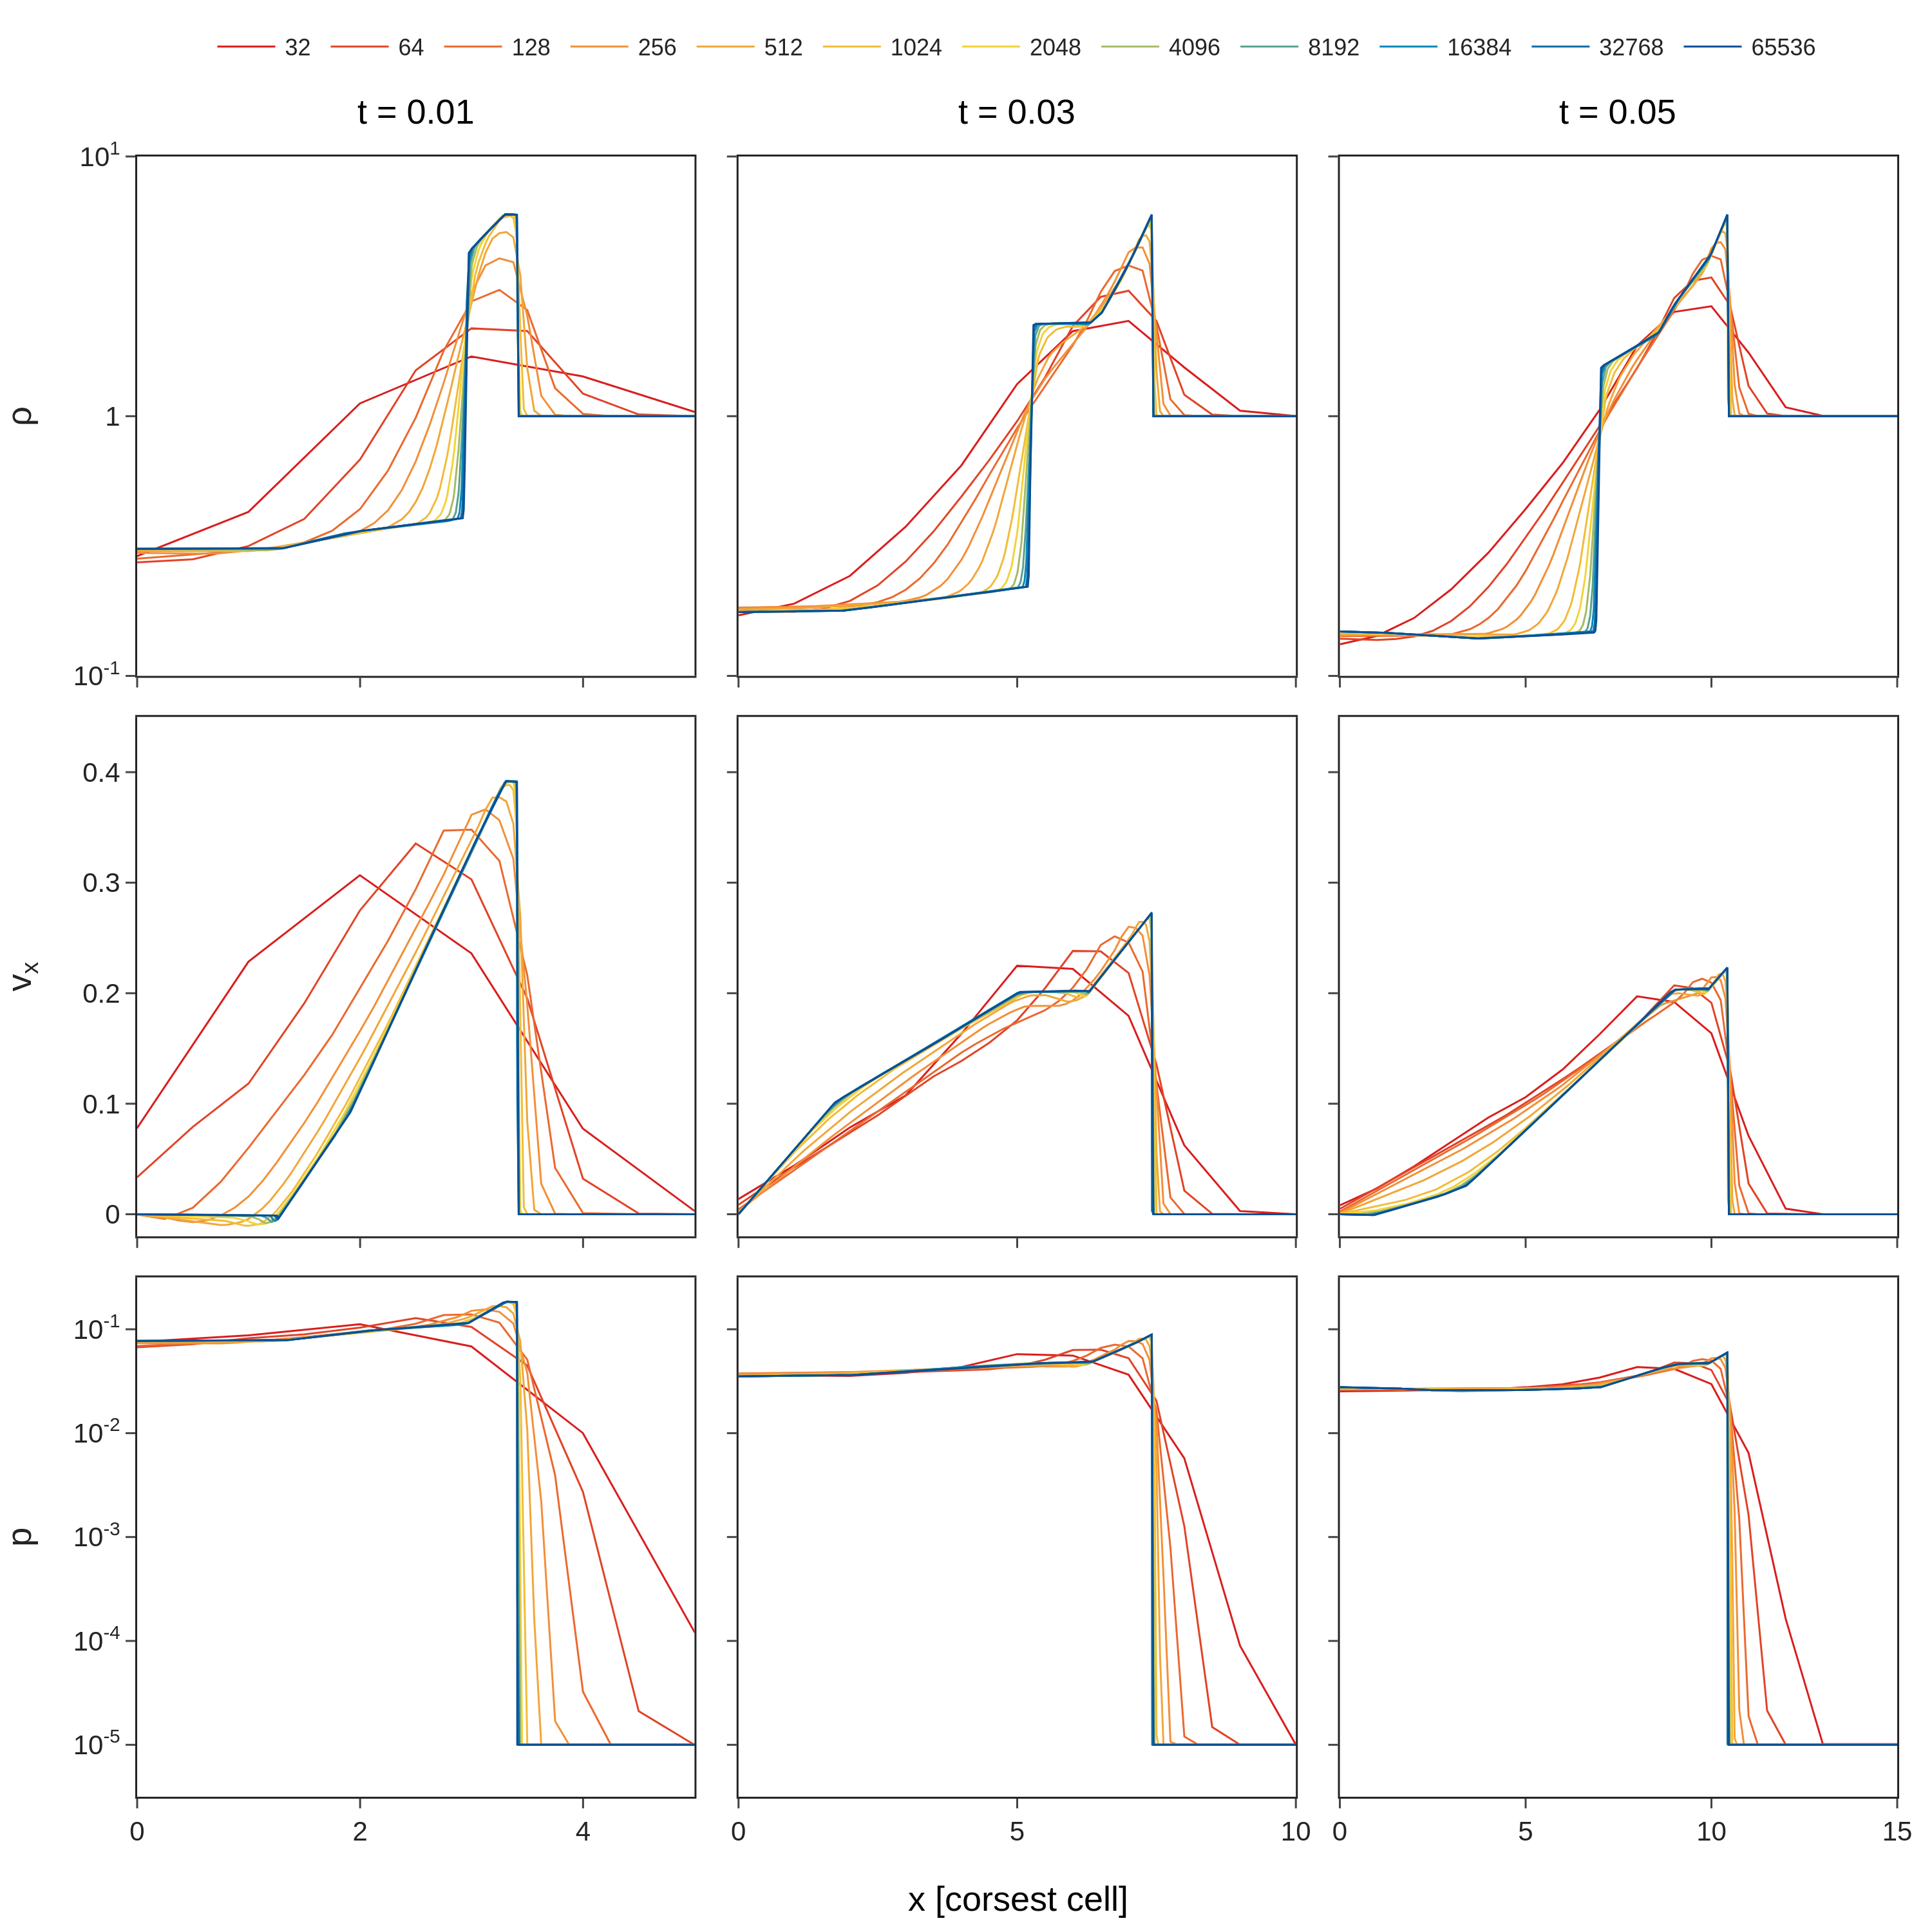 32 64 128 256 512 1024 2048 4096 8192 16384 32768 65536
t = 0.01 t = 0.03 t = 0.05
10¹
ρ
1
10⁻¹
0.4
0.3
vₓ
0.2
0.1
0
10⁻¹
10⁻²
p
10⁻³
10⁻⁴
10⁻⁵
0 2 4 0 5 10 0 5 10 15
x [corsest cell]